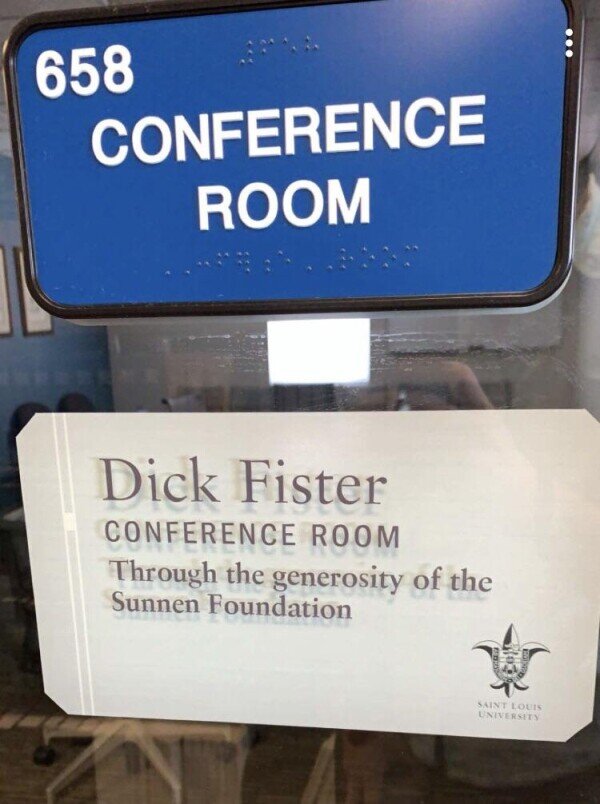 658
CONFERENCE
ROOM
Dick Fister
CONFERENCE ROOM
Through the generosity of the
Sunnen Foundation
SAINT LOUIS
UNIVERSITY